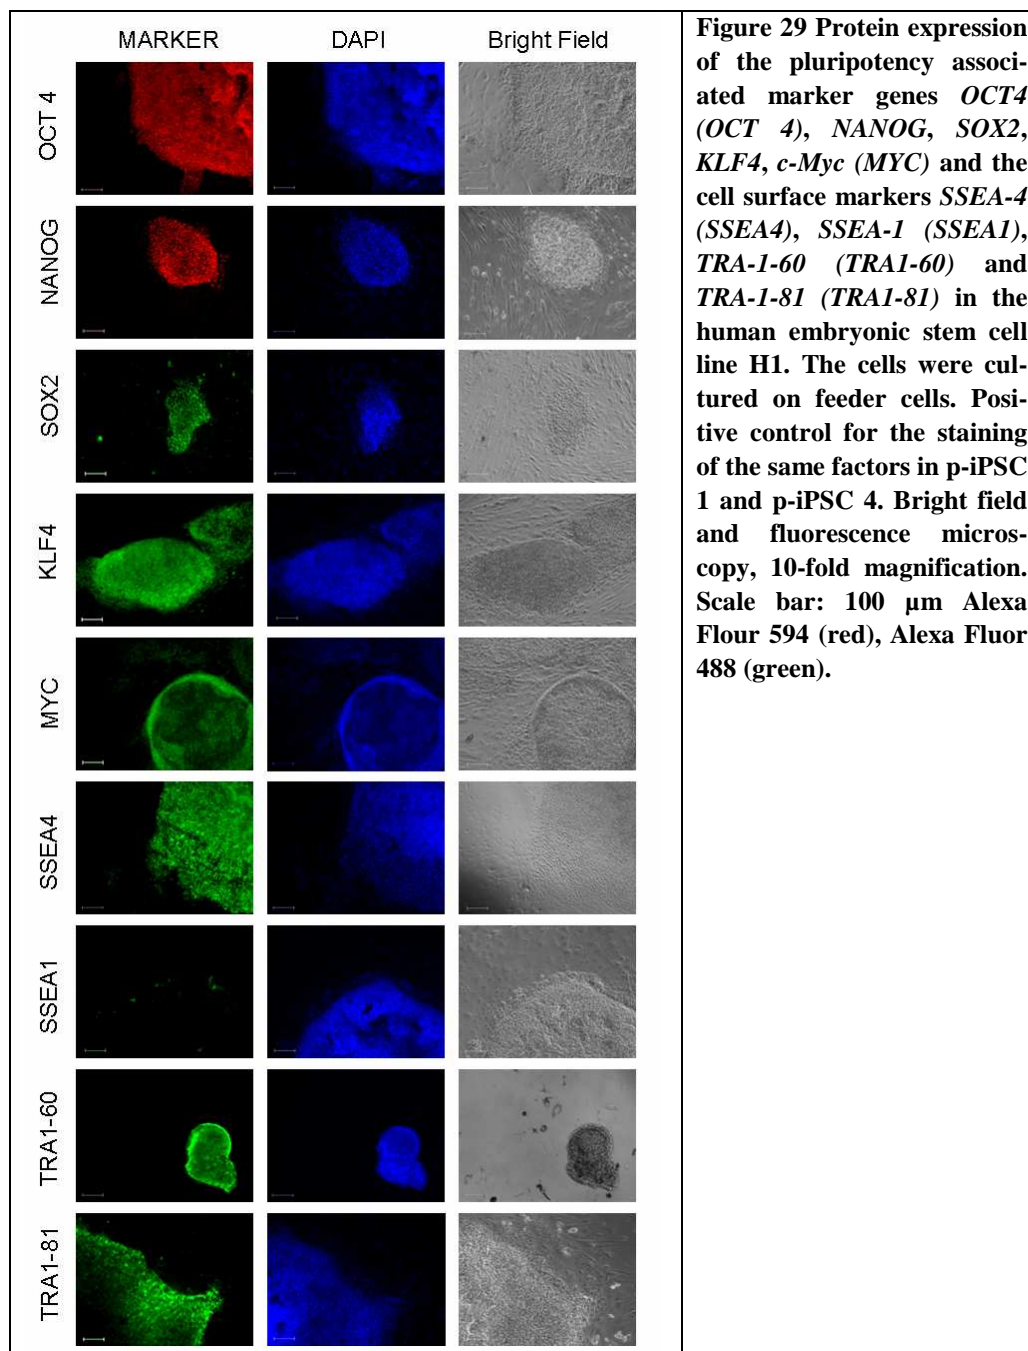 MARKER DAPI Bright Field
OCT 4
NANOG
SOX2
KLF4
MYC
SSEA4
SSEA1
TRA1-60
TRA1-81
Figure 29 Protein expression
of the pluripotency associ-
ated marker genes OCT4
(OCT 4), NANOG, SOX2,
KLF4, c-Myc (MYC) and the
cell surface markers SSEA-4
(SSEA4), SSEA-1 (SSEA1),
TRA-1-60 (TRA1-60) and
TRA-1-81 (TRA1-81) in the
human embryonic stem cell
line H1. The cells were cul-
tured on feeder cells. Posi-
tive control for the staining
of the same factors in p-iPSC
1 and p-iPSC 4. Bright field
and fluorescence micros-
copy, 10-fold magnification.
Scale bar: 100 µm Alexa
Flour 594 (red), Alexa Fluor
488 (green).